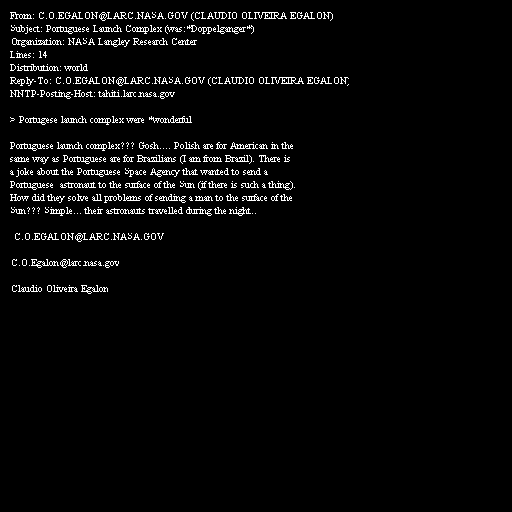 From: C.O.EGALON@LARC.NASA.GOV (CLAUDIO OLIVEIRA EGALON)
Subject: Portuguese Launch Complex (was:*Doppelganger*)
Organization: NASA Langley Research Center
Lines: 14
Distribution: world
Reply-To: C.O.EGALON@LARC.NASA.GOV (CLAUDIO OLIVEIRA EGALON)
NNTP-Posting-Host: tahiti.larc.nasa.gov
> Portugese launch complex were *wonderful
Portuguese launch complex??? Gosh.... Polish are for American in the
same way as Portuguese are for Brazilians (I am from Brazil). There is
a joke about the Portuguese Space Agency that wanted to send a
Portuguese  astronaut to the surface of the Sun (if there is such a thing).
How did they solve all problems of sending a man to the surface of the
Sun??? Simple... their astronauts travelled during the night..
C.O.EGALON@LARC.NASA.GOV
C.O.Egalon@larc.nasa.gov
Claudio Oliveira Egalon